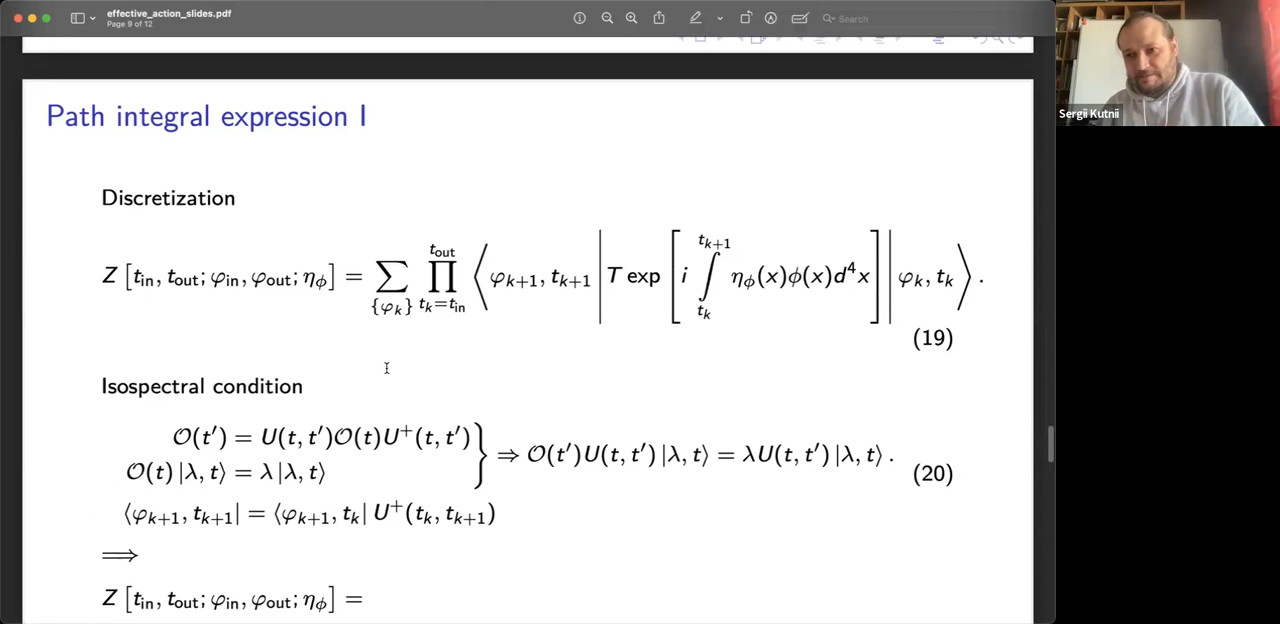 effective_action_slides.pdf
Page 9 of 12
Search
Sergii Kutnii
Path integral expression I
Discretization
Z [t_in, t_out; φ_in, φ_out; η_ϕ] = ∑_{φ_k} ∏_{t_k=t_in}^{t_out} ⟨φ_{k+1}, t_{k+1} | T exp [ i ∫_{t_k}^{t_{k+1}} η_ϕ(x)ϕ(x)d⁴x ] | φ_k, t_k⟩ .
(19)
Isospectral condition
𝒪(t′) = U(t, t′)𝒪(t)U⁺(t, t′)
𝒪(t) |λ, t⟩ = λ |λ, t⟩
} ⇒ 𝒪(t′)U(t, t′) |λ, t⟩ = λU(t, t′) |λ, t⟩ .
(20)
⟨φ_{k+1}, t_{k+1}| = ⟨φ_{k+1}, t_k| U⁺(t_k, t_{k+1})
⟹
Z [t_in, t_out; φ_in, φ_out; η_ϕ] =